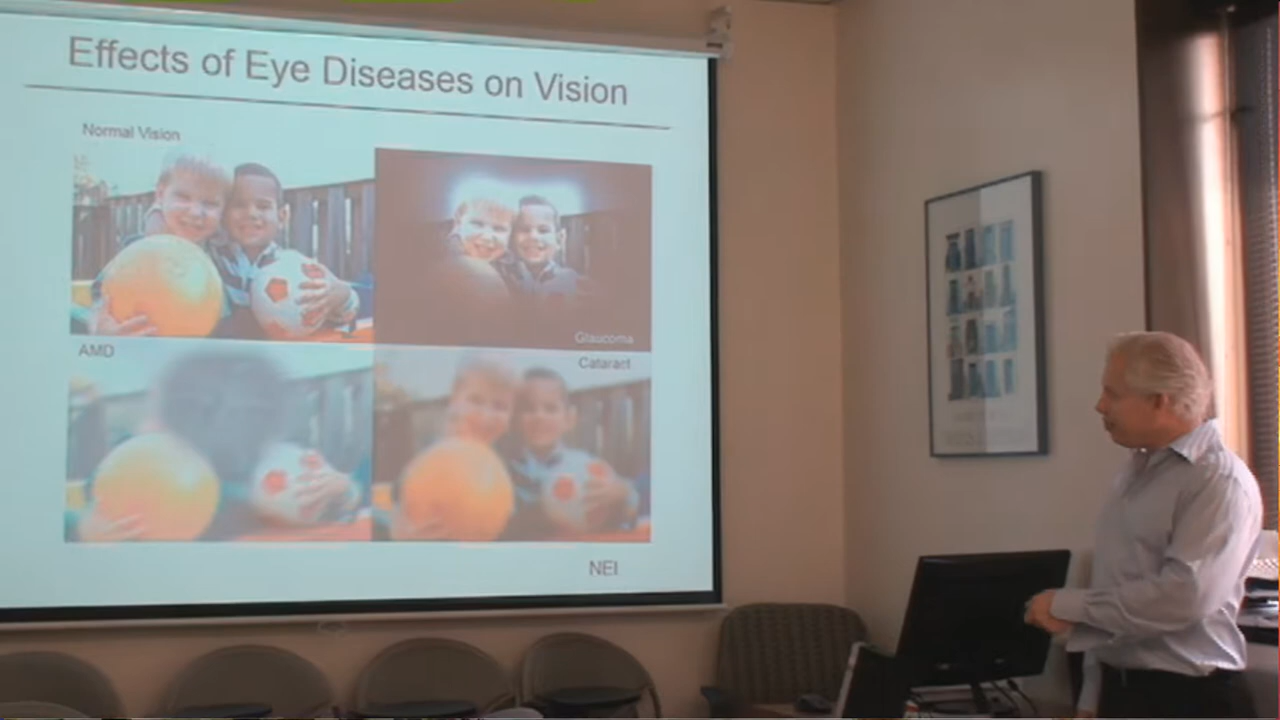 Effects of Eye Diseases on Vision
Normal Vision
Glaucoma
AMD
Cataract
NEI